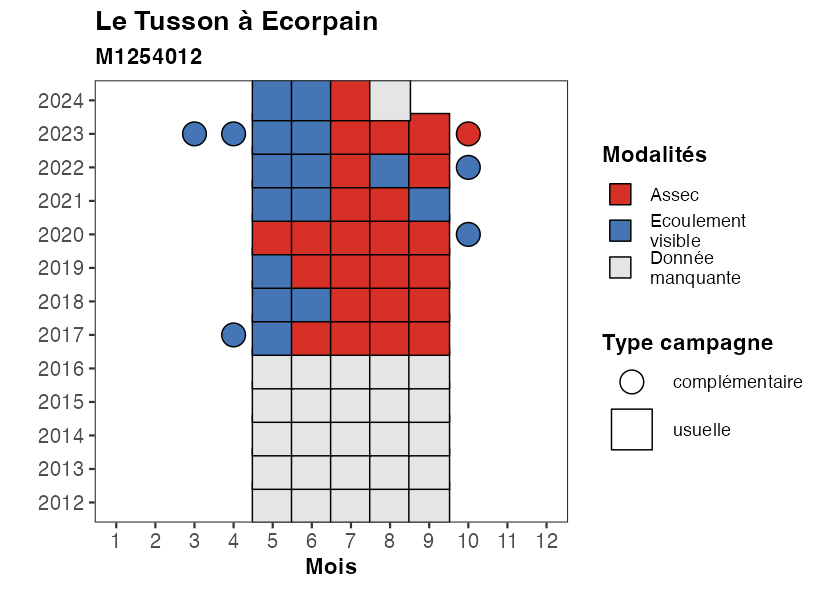 Le Tusson à Ecorpain
M1254012
2024
2023
2022
2021
2020
2019
2018
2017
2016
2015
2014
2013
2012
1 2 3 4 5 6 7 8 9 10 11 12
Mois
Modalités
Assec
Ecoulement
visible
Donnée
manquante
Type campagne
complémentaire
usuelle